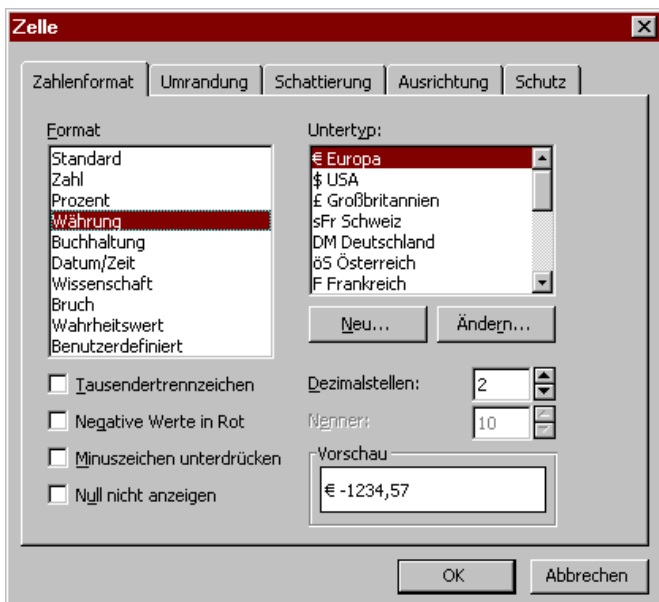 Zelle
Zahlenformat Umrandung Schattierung Ausrichtung Schutz
Format
Standard
Zahl
Prozent
Währung
Buchhaltung
Datum/Zeit
Wissenschaft
Bruch
Wahrheitswert
Benutzerdefiniert
Untertyp:
€ Europa
$ USA
£ Großbritannien
sFr Schweiz
DM Deutschland
öS Österreich
F Frankreich
Neu... Ändern...
Tausendertrennzeichen
Negative Werte in Rot
Minuszeichen unterdrücken
Null nicht anzeigen
Dezimalstellen: 2
Nenner: 10
Vorschau
€ -1234,57
OK Abbrechen